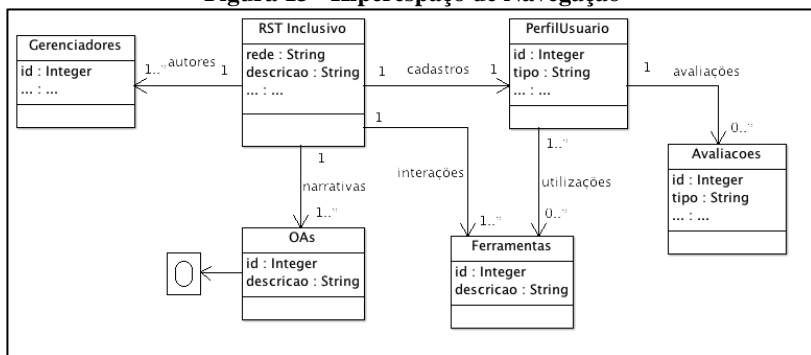 Figura 15 - Hiperespaço de Navegação
Gerenciadores
id : Integer
... : ...
1..*
autores
1
RST Inclusivo
rede : String
descricao : String
... : ...
1
cadastros
1
PerfilUsuario
id : Integer
tipo : String
... : ...
1
avaliações
0..*
Avaliacoes
id : Integer
tipo : String
... : ...
1
narrativas
1..*
1
interações
1..*
1..*
utilizações
0..*
OAs
id : Integer
descricao : String
Ferramentas
id : Integer
descricao : String